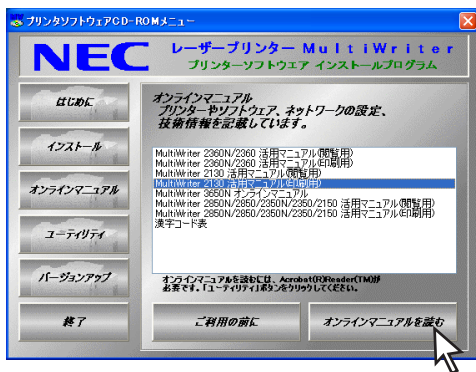 プリンタソフトウェアCD-ROMメニュー
NEC
レーザープリンター MultiWriter
プリンターソフトウエア インストールプログラム
はじめに
インストール
オンラインマニュアル
ユーティリティ
バージョンアップ
終了
オンラインマニュアル
プリンターやソフトウェア、ネットワークの設定、
技術情報を記載しています。
MultiWriter 2360N/2360 活用マニュアル(閲覧用)
MultiWriter 2360N/2360 活用マニュアル(印刷用)
MultiWriter 2130 活用マニュアル(閲覧用)
MultiWriter 2130 活用マニュアル(印刷用)
MultiWriter 3650N オンラインマニュアル
MultiWriter 2850N/2850/2350N/2350/2150 活用マニュアル(閲覧用)
MultiWriter 2850N/2850/2350N/2350/2150 活用マニュアル(印刷用)
漢字コード表
オンラインマニュアルを読むには、Acrobat(R)Reader(TM)が
必要です。「ユーティリティ」ボタンをクリックしてください。
ご利用の前に
オンラインマニュアルを読む